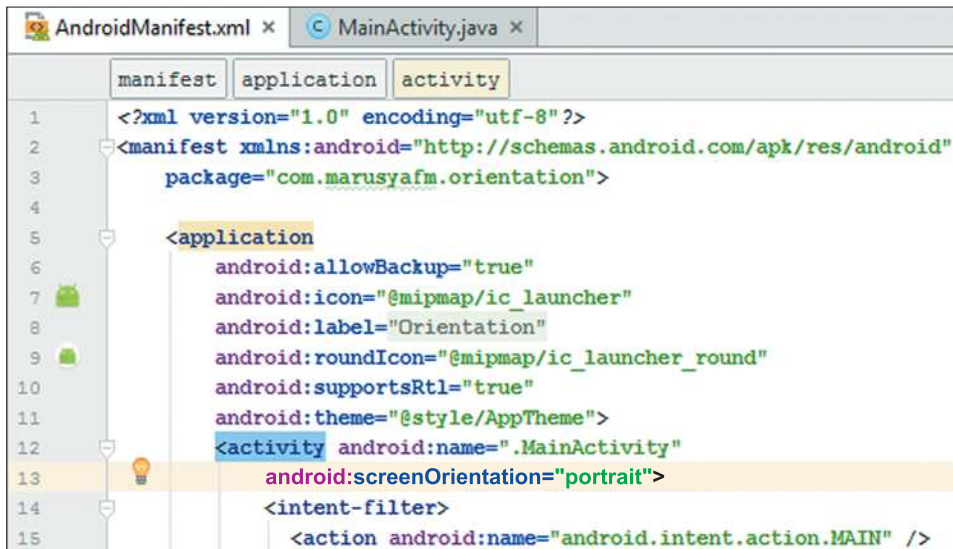 AndroidManifest.xml × MainActivity.java ×
manifest application activity
1 <?xml version="1.0" encoding="utf-8"?>
2 <manifest xmlns:android="http://schemas.android.com/apk/res/android"
3 package="com.marusyafm.orientation">
4
5 <application
6 android:allowBackup="true"
7 android:icon="@mipmap/ic_launcher"
8 android:label="Orientation"
9 android:roundIcon="@mipmap/ic_launcher_round"
10 android:supportsRtl="true"
11 android:theme="@style/AppTheme">
12 <activity android:name=".MainActivity"
13 android:screenOrientation="portrait">
14 <intent-filter>
15 <action android:name="android.intent.action.MAIN" />